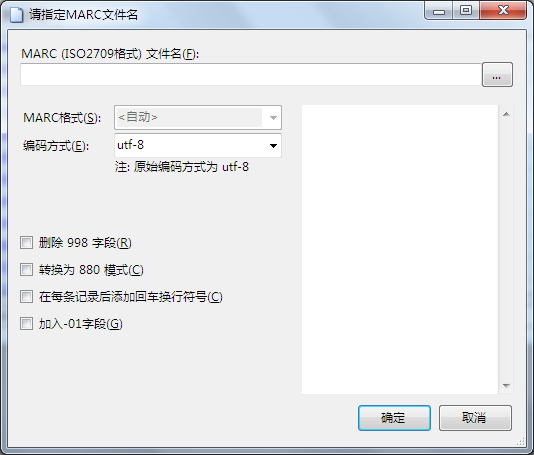 请指定MARC文件名
MARC (ISO2709格式) 文件名(F):
...
MARC格式(S):
<自动>
编码方式(E):
utf-8
注: 原始编码方式为 utf-8
删除 998 字段(R)
转换为 880 模式(C)
在每条记录后添加回车换行符号(C)
加入-01字段(G)
确定
取消